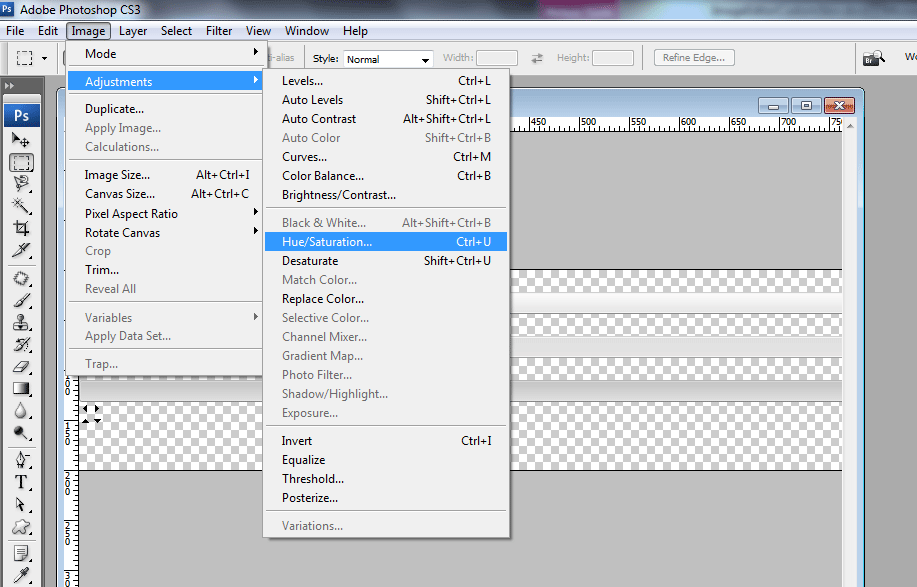 Ps Adobe Photoshop CS3
File Edit Image Layer Select Filter View Window Help
Style: Normal Width: Height: Refine Edge... Br
Mode
Adjustments
Duplicate...
Apply Image...
Calculations...
Image Size... Alt+Ctrl+I
Canvas Size... Alt+Ctrl+C
Pixel Aspect Ratio
Rotate Canvas
Crop
Trim...
Reveal All
Variables
Apply Data Set...
Trap...
Levels... Ctrl+L
Auto Levels Shift+Ctrl+L
Auto Contrast Alt+Shift+Ctrl+L
Auto Color Shift+Ctrl+B
Curves... Ctrl+M
Color Balance... Ctrl+B
Brightness/Contrast...
Black & White... Alt+Shift+Ctrl+B
Hue/Saturation... Ctrl+U
Desaturate Shift+Ctrl+U
Match Color...
Replace Color...
Selective Color...
Channel Mixer...
Gradient Map...
Photo Filter...
Shadow/Highlight...
Exposure...
Invert Ctrl+I
Equalize
Threshold...
Posterize...
Variations...
Ps
T
450 500 550 600 650 700
150
200
250